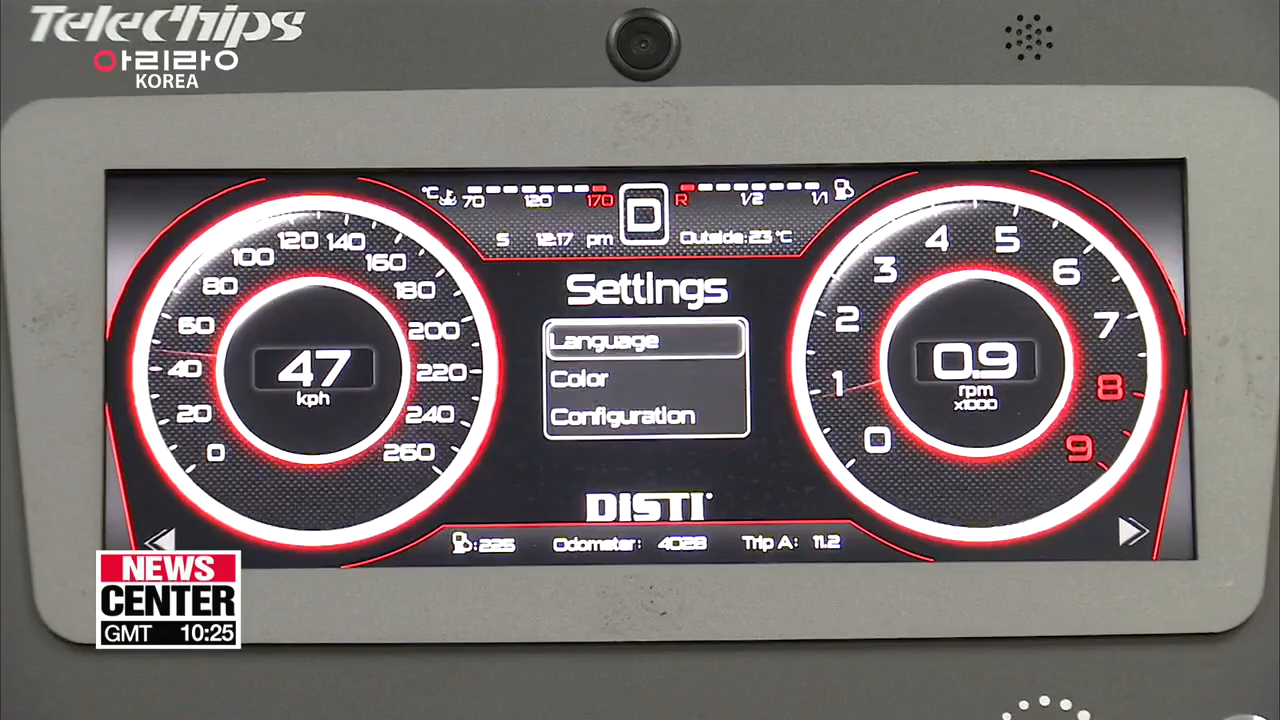 Telechips
아리랑
KOREA
°C 70 120 170 D R 1/2 1/1
S 12:17 pm Outside: 23 °C
Settings
Language
Color
Configuration
DISTI
0 20 40 60 80 100 120 140 160 180 200 220 240 260
47
kph
0 1 2 3 4 5 6 7 8 9
0.9
rpm
x1000
: 225 Odometer: 4028 Trip A: 11.2
NEWS
CENTER
GMT 10:25